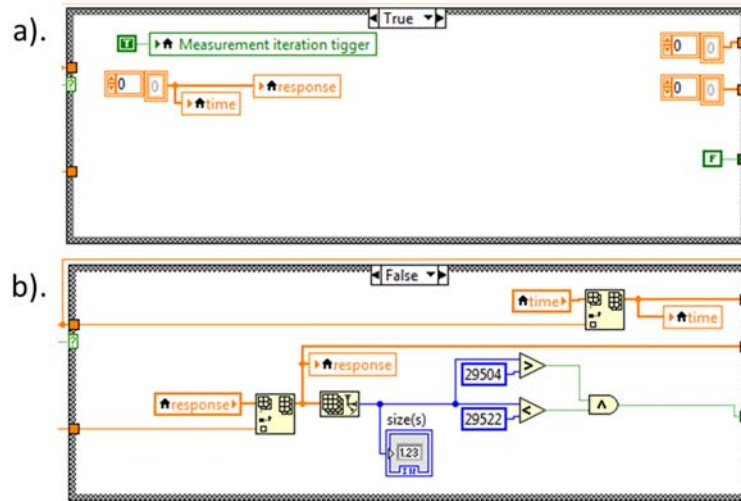 a).
True
T
Measurement iteration tigger
0
0
response
time
0
0
0
0
?
F
b).
False
time
time
?
response
response
29504
>
29522
<
∧
size(s)
1.23
I32